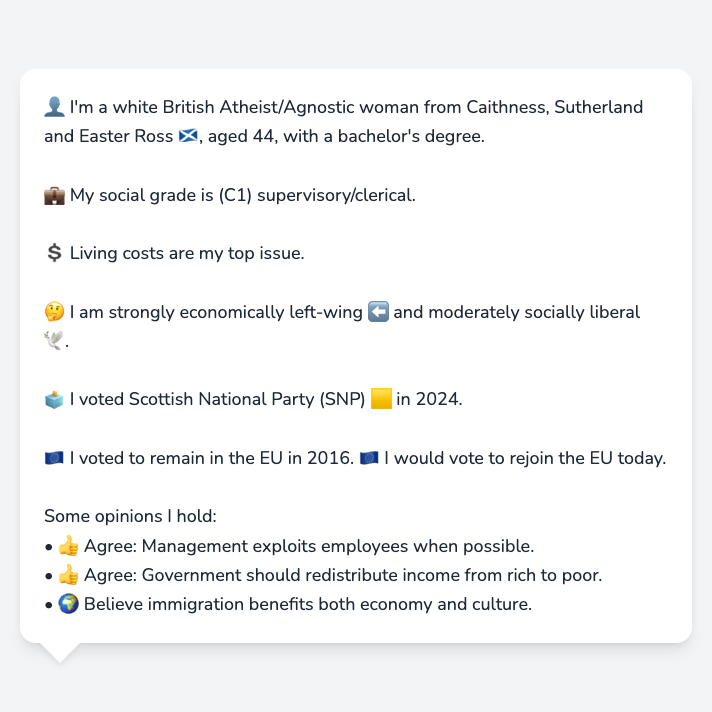 👤 I'm a white British Atheist/Agnostic woman from Caithness, Sutherland
and Easter Ross 🏴󠁧󠁢󠁳󠁣󠁴󠁿, aged 44, with a bachelor's degree.
💼 My social grade is (C1) supervisory/clerical.
💲 Living costs are my top issue.
🤔 I am strongly economically left-wing ⬅️ and moderately socially liberal
🕊️.
🗳️ I voted Scottish National Party (SNP) 🟨 in 2024.
🇪🇺 I voted to remain in the EU in 2016. 🇪🇺 I would vote to rejoin the EU today.
Some opinions I hold:
• 👍 Agree: Management exploits employees when possible.
• 👍 Agree: Government should redistribute income from rich to poor.
• 🌍 Believe immigration benefits both economy and culture.